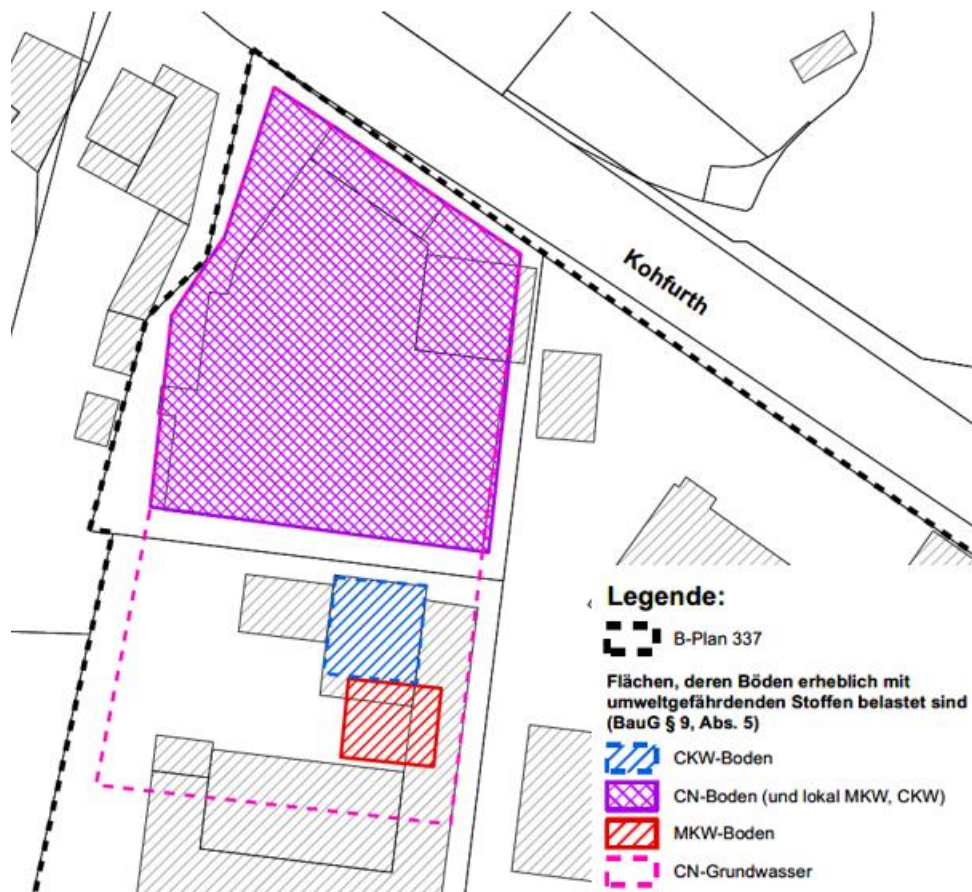 Kohfurth
Legende:
B-Plan 337
Flächen, deren Böden erheblich mit
umweltgefährdenden Stoffen belastet sind
(BauG § 9, Abs. 5)
CKW-Boden
CN-Boden (und lokal MKW, CKW)
MKW-Boden
CN-Grundwasser